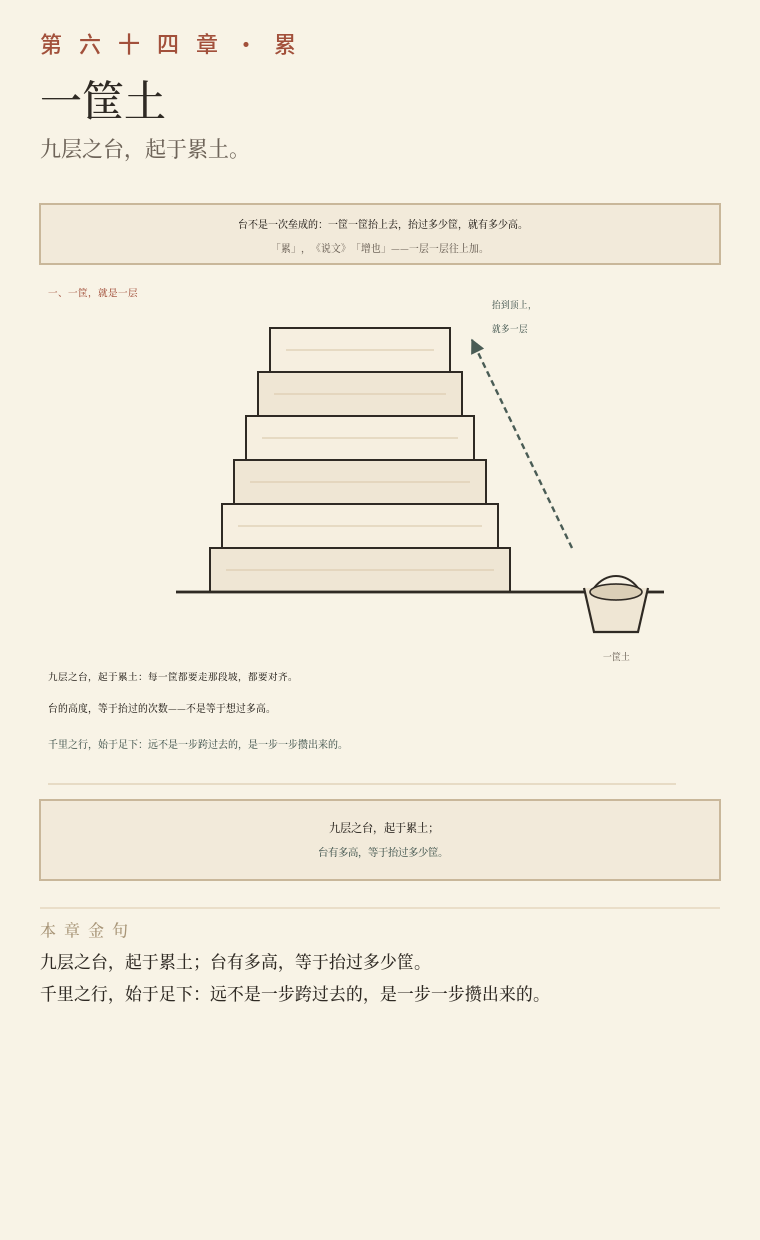 第六十四章·累
一筐土
九层之台，起于累土。
台不是一次垒成的：一筐一筐抬上去，抬过多少筐，就有多少高。
「累」，《说文》「增也」——一层一层往上加。
一、一筐，就是一层
抬到顶上，
就多一层
一筐土
九层之台，起于累土：每一筐都要走那段坡，都要对齐。
台的高度，等于抬过的次数——不是等于想过多高。
千里之行，始于足下：远不是一步跨过去的，是一步一步攒出来的。
九层之台，起于累土；
台有多高，等于抬过多少筐。
本章金句
九层之台，起于累土；台有多高，等于抬过多少筐。
千里之行，始于足下：远不是一步跨过去的，是一步一步攒出来的。